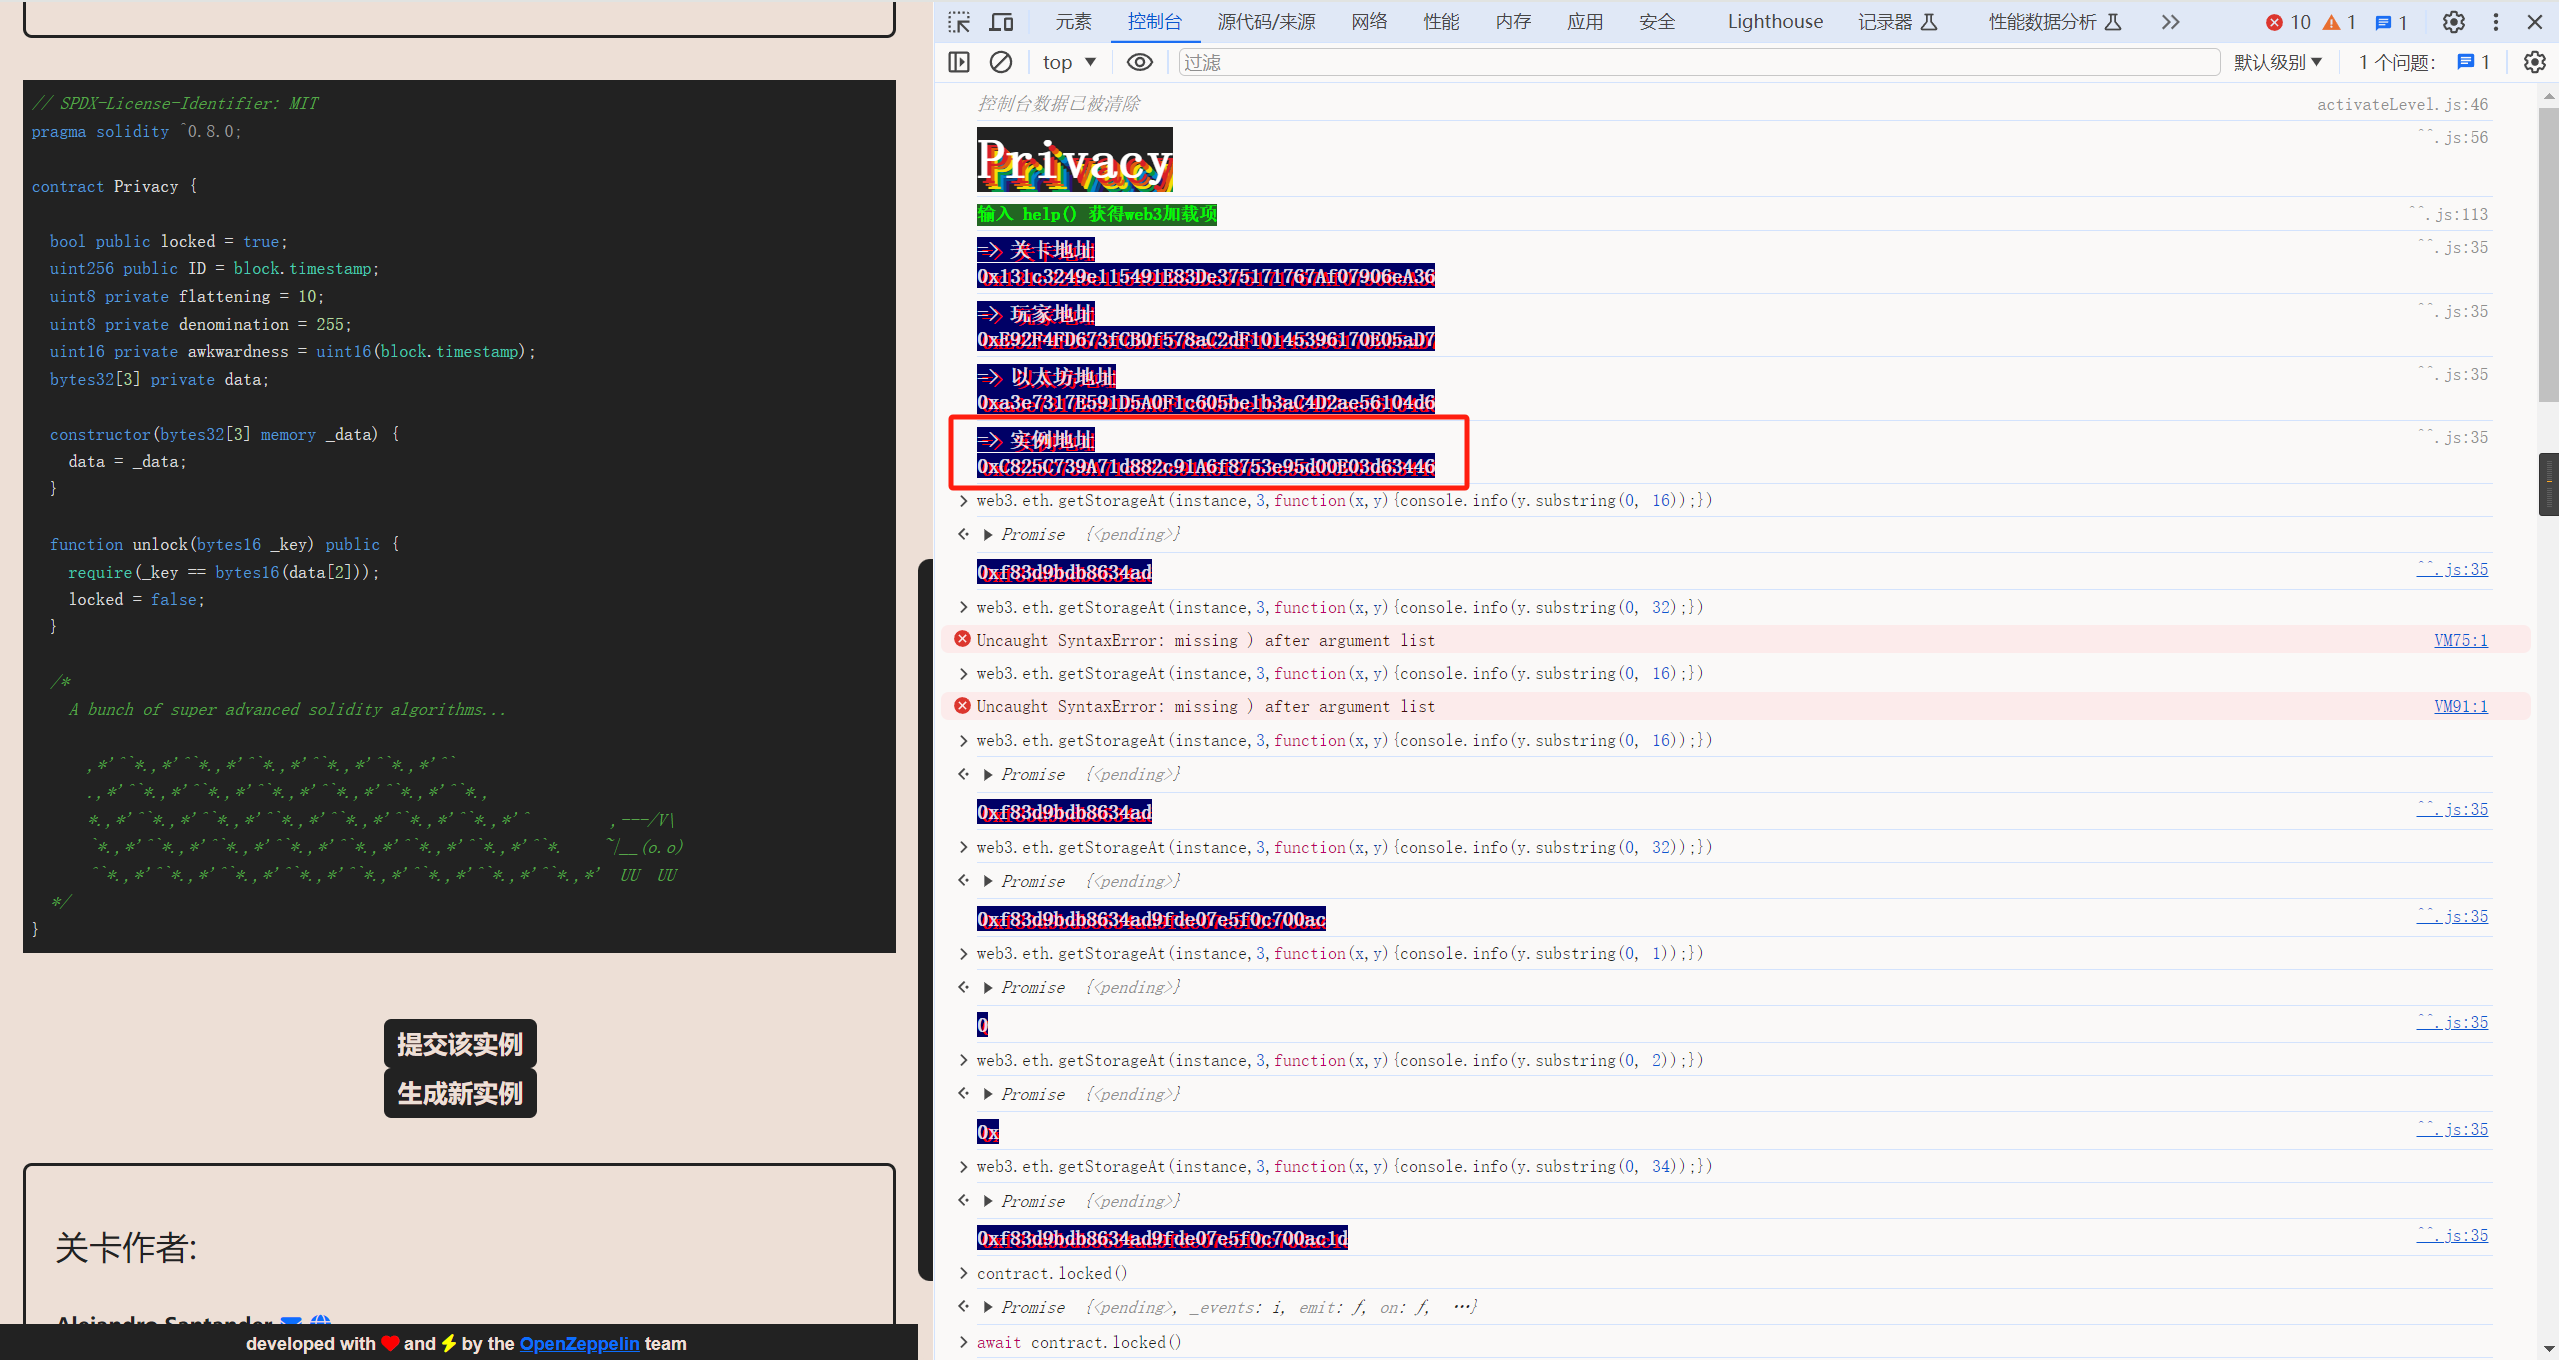 // SPDX-License-Identifier: MIT
pragma solidity ^0.8.0;
contract Privacy {
bool public locked = true;
uint256 public ID = block.timestamp;
uint8 private flattening = 10;
uint8 private denomination = 255;
uint16 private awkwardness = uint16(block.timestamp);
bytes32[3] private data;
constructor(bytes32[3] memory _data) {
data = _data;
}
function unlock(bytes16 _key) public {
require(_key == bytes16(data[2]));
locked = false;
}
/*
A bunch of super advanced solidity algorithms...
,*'^`*.,*'^`*.,*'^`*.,*'^`*.,*'^`*.,*'^`
.,*'^`*.,*'^`*.,*'^`*.,*'^`*.,*'^`*.,*'^`*.,
*.,*'^`*.,*'^`*.,*'^`*.,*'^`*.,*'^`*.,*'^`*.,*'^         ,---/V\
`*.,*'^`*.,*'^`*.,*'^`*.,*'^`*.,*'^`*.,*'^`*.,*'^`*.    ~|__(o.o)
^`*.,*'^`*.,*'^`*.,*'^`*.,*'^`*.,*'^`*.,*'^`*.,*'^`*.,*'  UU  UU
*/
}
提交该实例
生成新实例
关卡作者:
Alejandro Santander
developed with ❤ and ⚡ by the OpenZeppelin team
元素 控制台 源代码/来源 网络 性能 内存 应用 安全 Lighthouse 记录器 性能数据分析 10 1 1
top ▼ 过滤 默认级别 ▼ 1 个问题: 1
控制台数据已被清除 activateLevel.js:46
Privacy ^^.js:56
输入 help() 获得web3加载项 ^^.js:113
=> 关卡地址 ^^.js:35
0x131c3249e115491E83De375171767Af07906eA36
=> 玩家地址 ^^.js:35
0xE92F4FD673fCB0f578aC2dF10145396170E05aD7
=> 以太坊地址 ^^.js:35
0xa3e7317E591D5A0F1c605be1b3aC4D2ae56104d6
=> 实例地址 ^^.js:35
0xC825C739A71d882c91A6f8753e95d00E03d63446
> web3.eth.getStorageAt(instance,3,function(x,y){console.info(y.substring(0, 16));})
▶ Promise {<pending>}
0xf83d9bdb8634ad ^^.js:35
> web3.eth.getStorageAt(instance,3,function(x,y){console.info(y.substring(0, 32);})
Uncaught SyntaxError: missing ) after argument list VM75:1
> web3.eth.getStorageAt(instance,3,function(x,y){console.info(y.substring(0, 16);})
Uncaught SyntaxError: missing ) after argument list VM91:1
> web3.eth.getStorageAt(instance,3,function(x,y){console.info(y.substring(0, 16));})
▶ Promise {<pending>}
0xf83d9bdb8634ad ^^.js:35
> web3.eth.getStorageAt(instance,3,function(x,y){console.info(y.substring(0, 32));})
▶ Promise {<pending>}
0xf83d9bdb8634ad9fde07e5f0c700ac ^^.js:35
> web3.eth.getStorageAt(instance,3,function(x,y){console.info(y.substring(0, 1));})
▶ Promise {<pending>}
0 ^^.js:35
> web3.eth.getStorageAt(instance,3,function(x,y){console.info(y.substring(0, 2));})
▶ Promise {<pending>}
0x ^^.js:35
> web3.eth.getStorageAt(instance,3,function(x,y){console.info(y.substring(0, 34));})
▶ Promise {<pending>}
0xf83d9bdb8634ad9fde07e5f0c700ac1d ^^.js:35
> contract.locked()
▶ Promise {<pending>, _events: i, emit: ƒ, on: ƒ, …}
> await contract.locked()